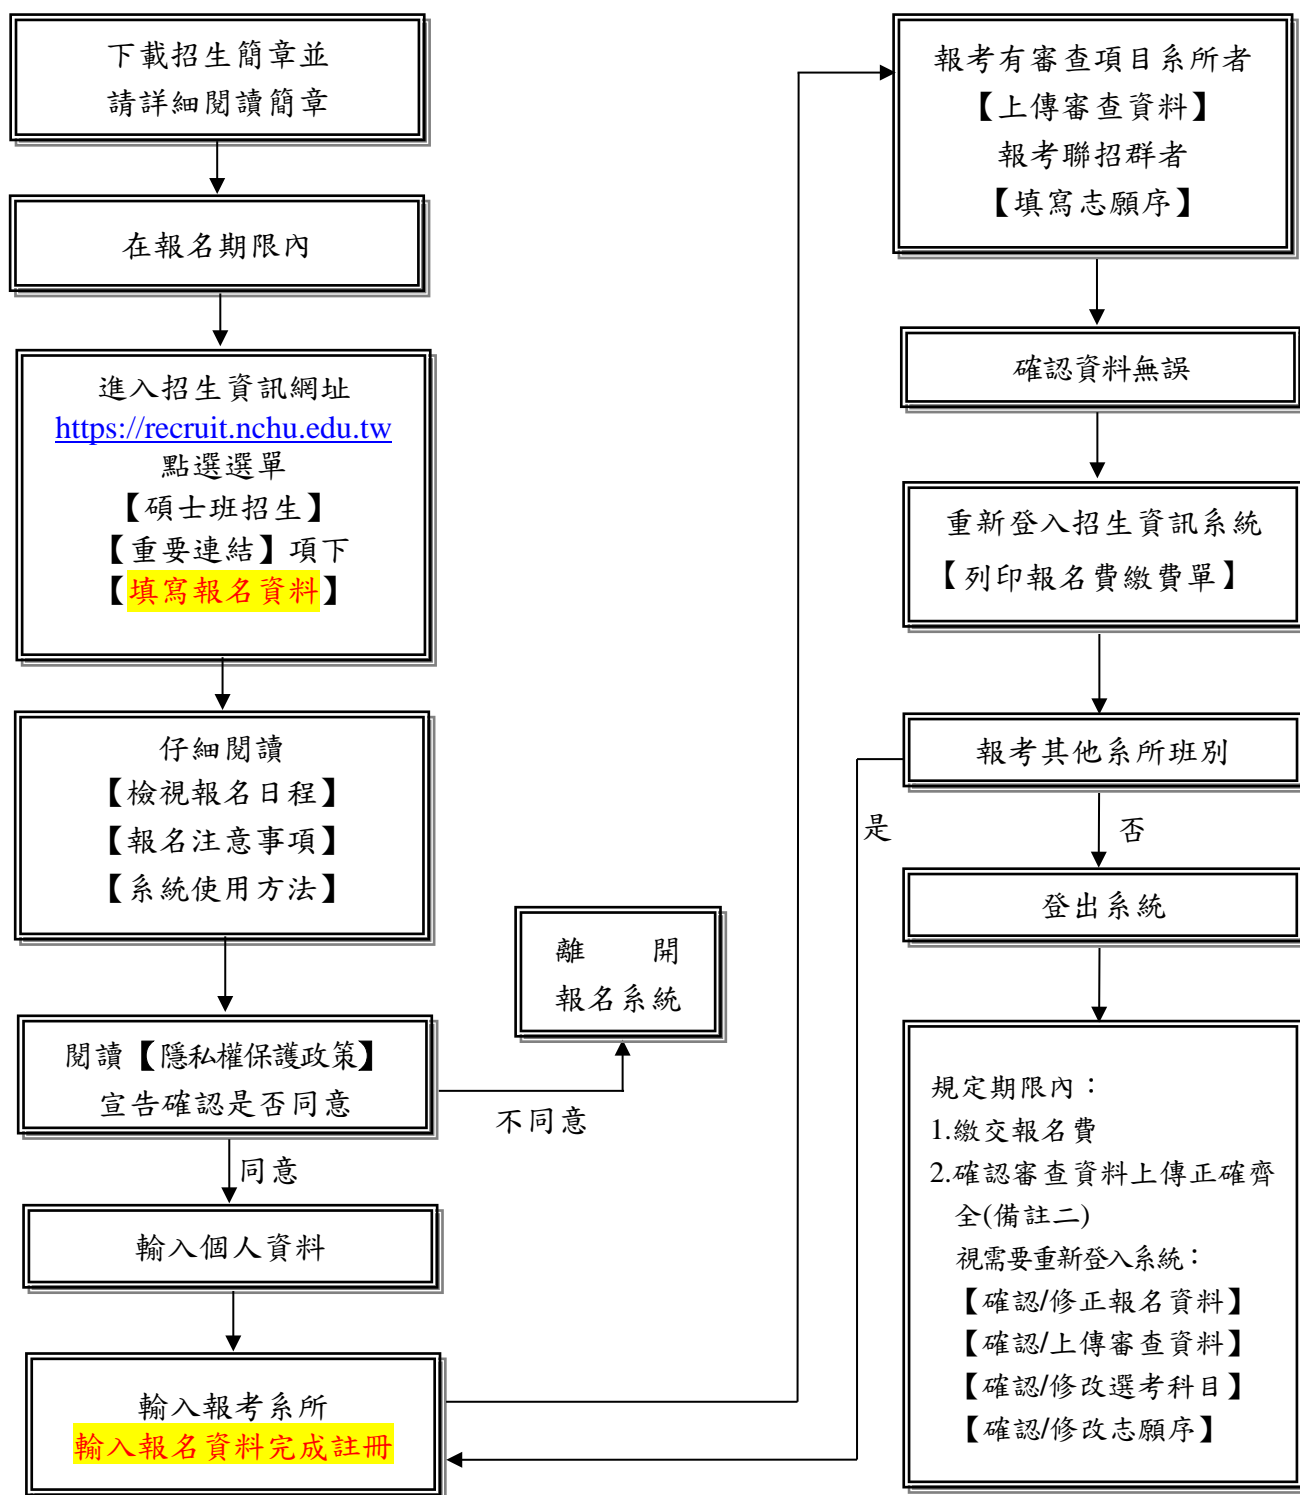 下載招生簡章並
請詳細閱讀簡章
在報名期限內
進入招生資訊網址
https://recruit.nchu.edu.tw
點選選單
【碩士班招生】
【重要連結】項下
【填寫報名資料】
仔細閱讀
【檢視報名日程】
【報名注意事項】
【系統使用方法】
離 開
報名系統
閱讀【隱私權保護政策】
宣告確認是否同意
不同意
同意
輸入個人資料
輸入報考系所
輸入報名資料完成註冊
報考有審查項目系所者
【上傳審查資料】
報考聯招群者
【填寫志願序】
確認資料無誤
重新登入招生資訊系統
【列印報名費繳費單】
報考其他系所班別
是
否
登出系統
規定期限內：
1.繳交報名費
2.確認審查資料上傳正確齊
全(備註二)
視需要重新登入系統：
【確認/修正報名資料】
【確認/上傳審查資料】
【確認/修改選考科目】
【確認/修改志願序】